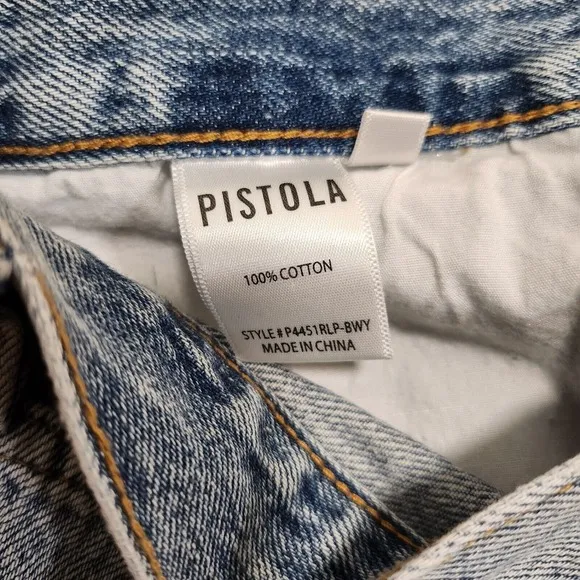 PISTOLA
100% COTTON
STYLE # P4451RLP-BWY
MADE IN CHINA